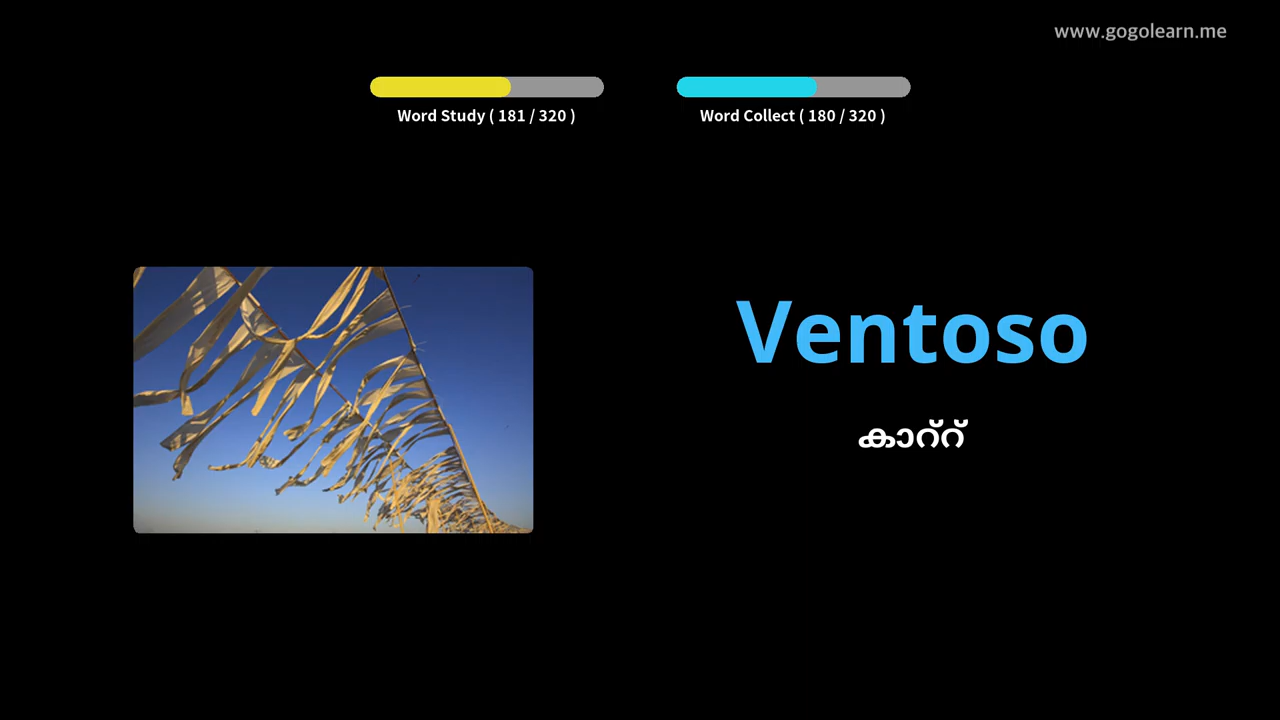 www.gogolearn.me
Word Study ( 181 / 320 )
Word Collect ( 180 / 320 )
Ventoso
കാറ്റ്